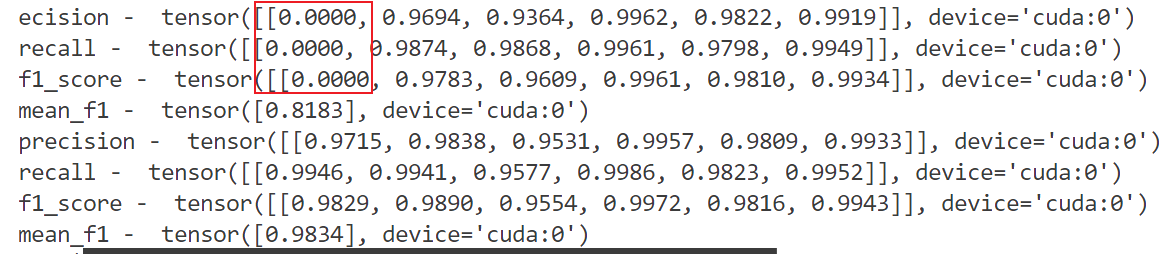 ecision -  tensor([[0.0000, 0.9694, 0.9364, 0.9962, 0.9822, 0.9919]], device='cuda:0')
recall -  tensor([[0.0000, 0.9874, 0.9868, 0.9961, 0.9798, 0.9949]], device='cuda:0')
f1_score -  tensor([[0.0000, 0.9783, 0.9609, 0.9961, 0.9810, 0.9934]], device='cuda:0')
mean_f1 -  tensor([0.8183], device='cuda:0')
precision -  tensor([[0.9715, 0.9838, 0.9531, 0.9957, 0.9809, 0.9933]], device='cuda:0')
recall -  tensor([[0.9946, 0.9941, 0.9577, 0.9986, 0.9823, 0.9952]], device='cuda:0')
f1_score -  tensor([[0.9829, 0.9890, 0.9554, 0.9972, 0.9816, 0.9943]], device='cuda:0')
mean_f1 -  tensor([0.9834], device='cuda:0')